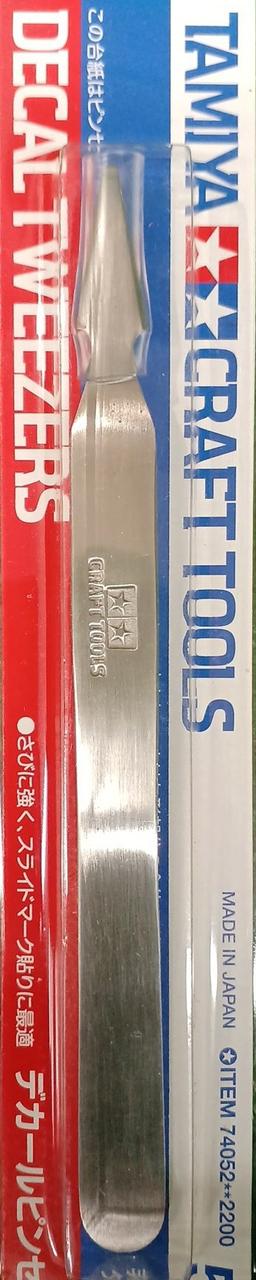 TAMIYA CRAFT TOOLS
MADE IN JAPAN ITEM 74052**2200
この台紙はピンセ
CRAFT TOOLS
DECAL TWEEZERS
●さびに強く、スライドマーク貼りに最適
デカールピンセ